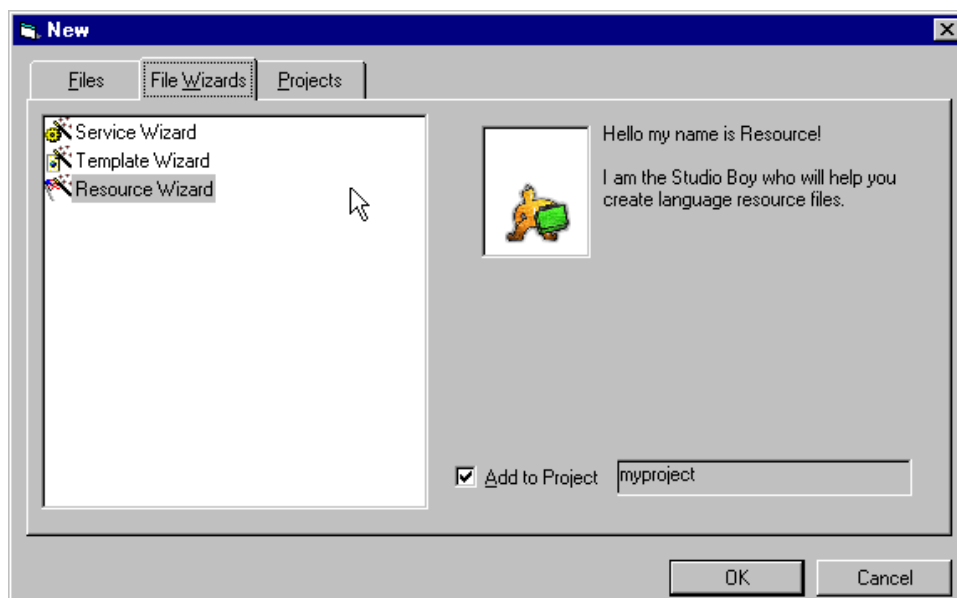 New
Files File Wizards Projects
Service Wizard
Template Wizard
Resource Wizard
Hello my name is Resource!
I am the Studio Boy who will help you
create language resource files.
Add to Project myproject
OK Cancel